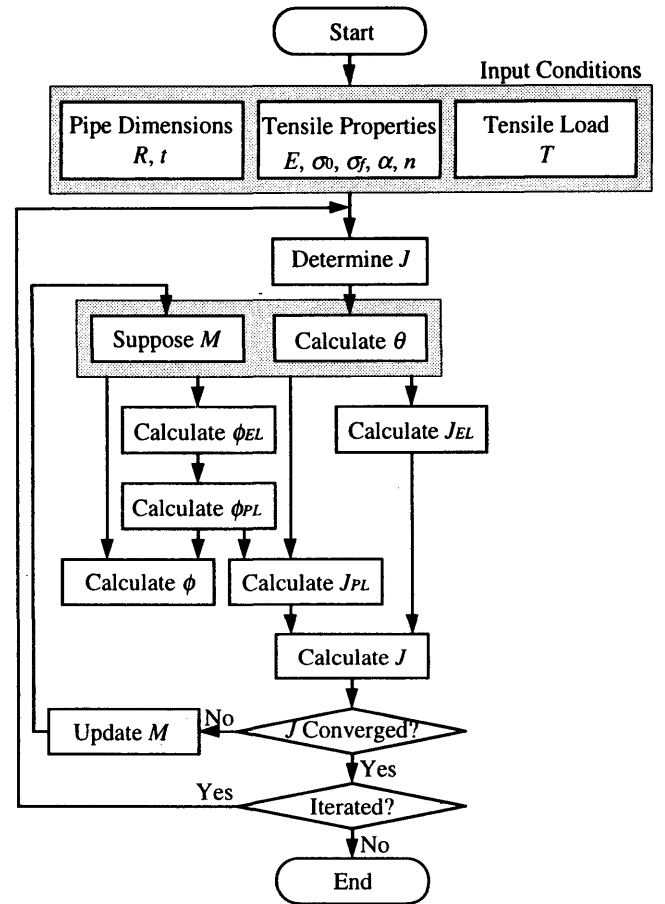 Start
Input Conditions
Pipe Dimensions
R, t
Tensile Properties
E, σ0, σf, α, n
Tensile Load
T
Determine J
Suppose M
Calculate θ
Calculate ϕEL
Calculate JEL
Calculate ϕPL
Calculate ϕ
Calculate JPL
Calculate J
J Converged?
No
Update M
Yes
Iterated?
Yes
No
End